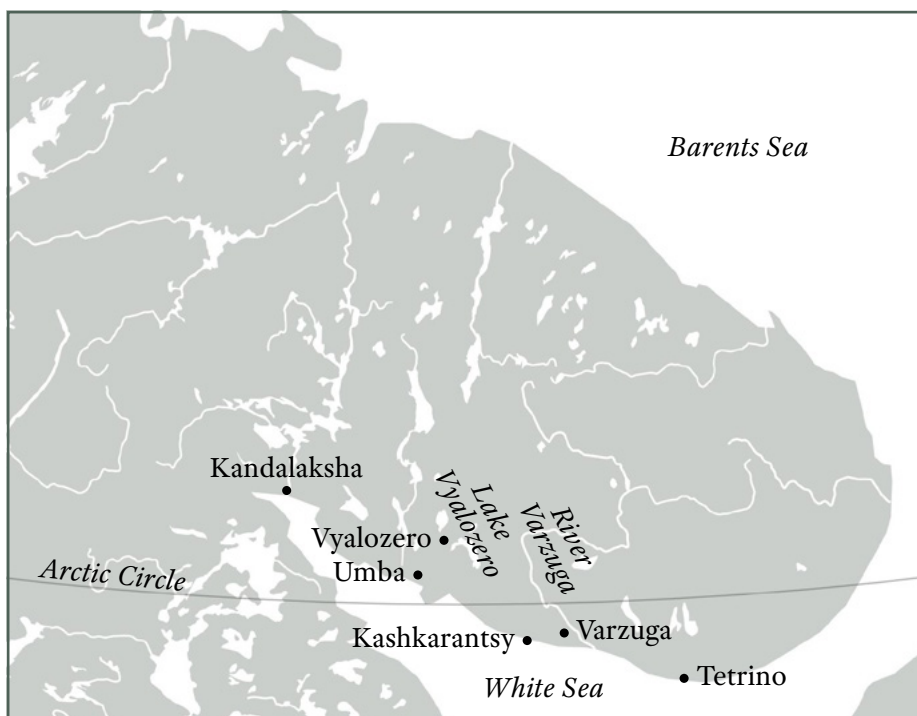 Barents Sea
Kandalaksha
Lake
Vyalozero
River
Varzuga
Vyalozero
Arctic Circle
Umba
Kashkarantsy
Varzuga
White Sea
Tetrino